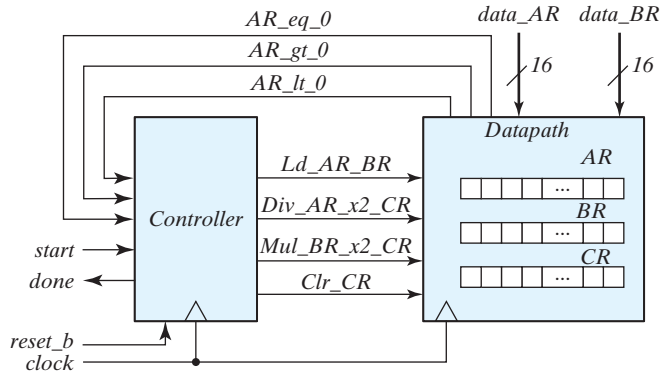 AR_eq_0
data_AR data_BR
AR_gt_0
16 16
AR_lt_0
Datapath
AR
Ld_AR_BR
Controller
Div_AR_x2_CR
BR
start
Mul_BR_x2_CR
CR
done
Clr_CR
reset_b
clock
...
...
...